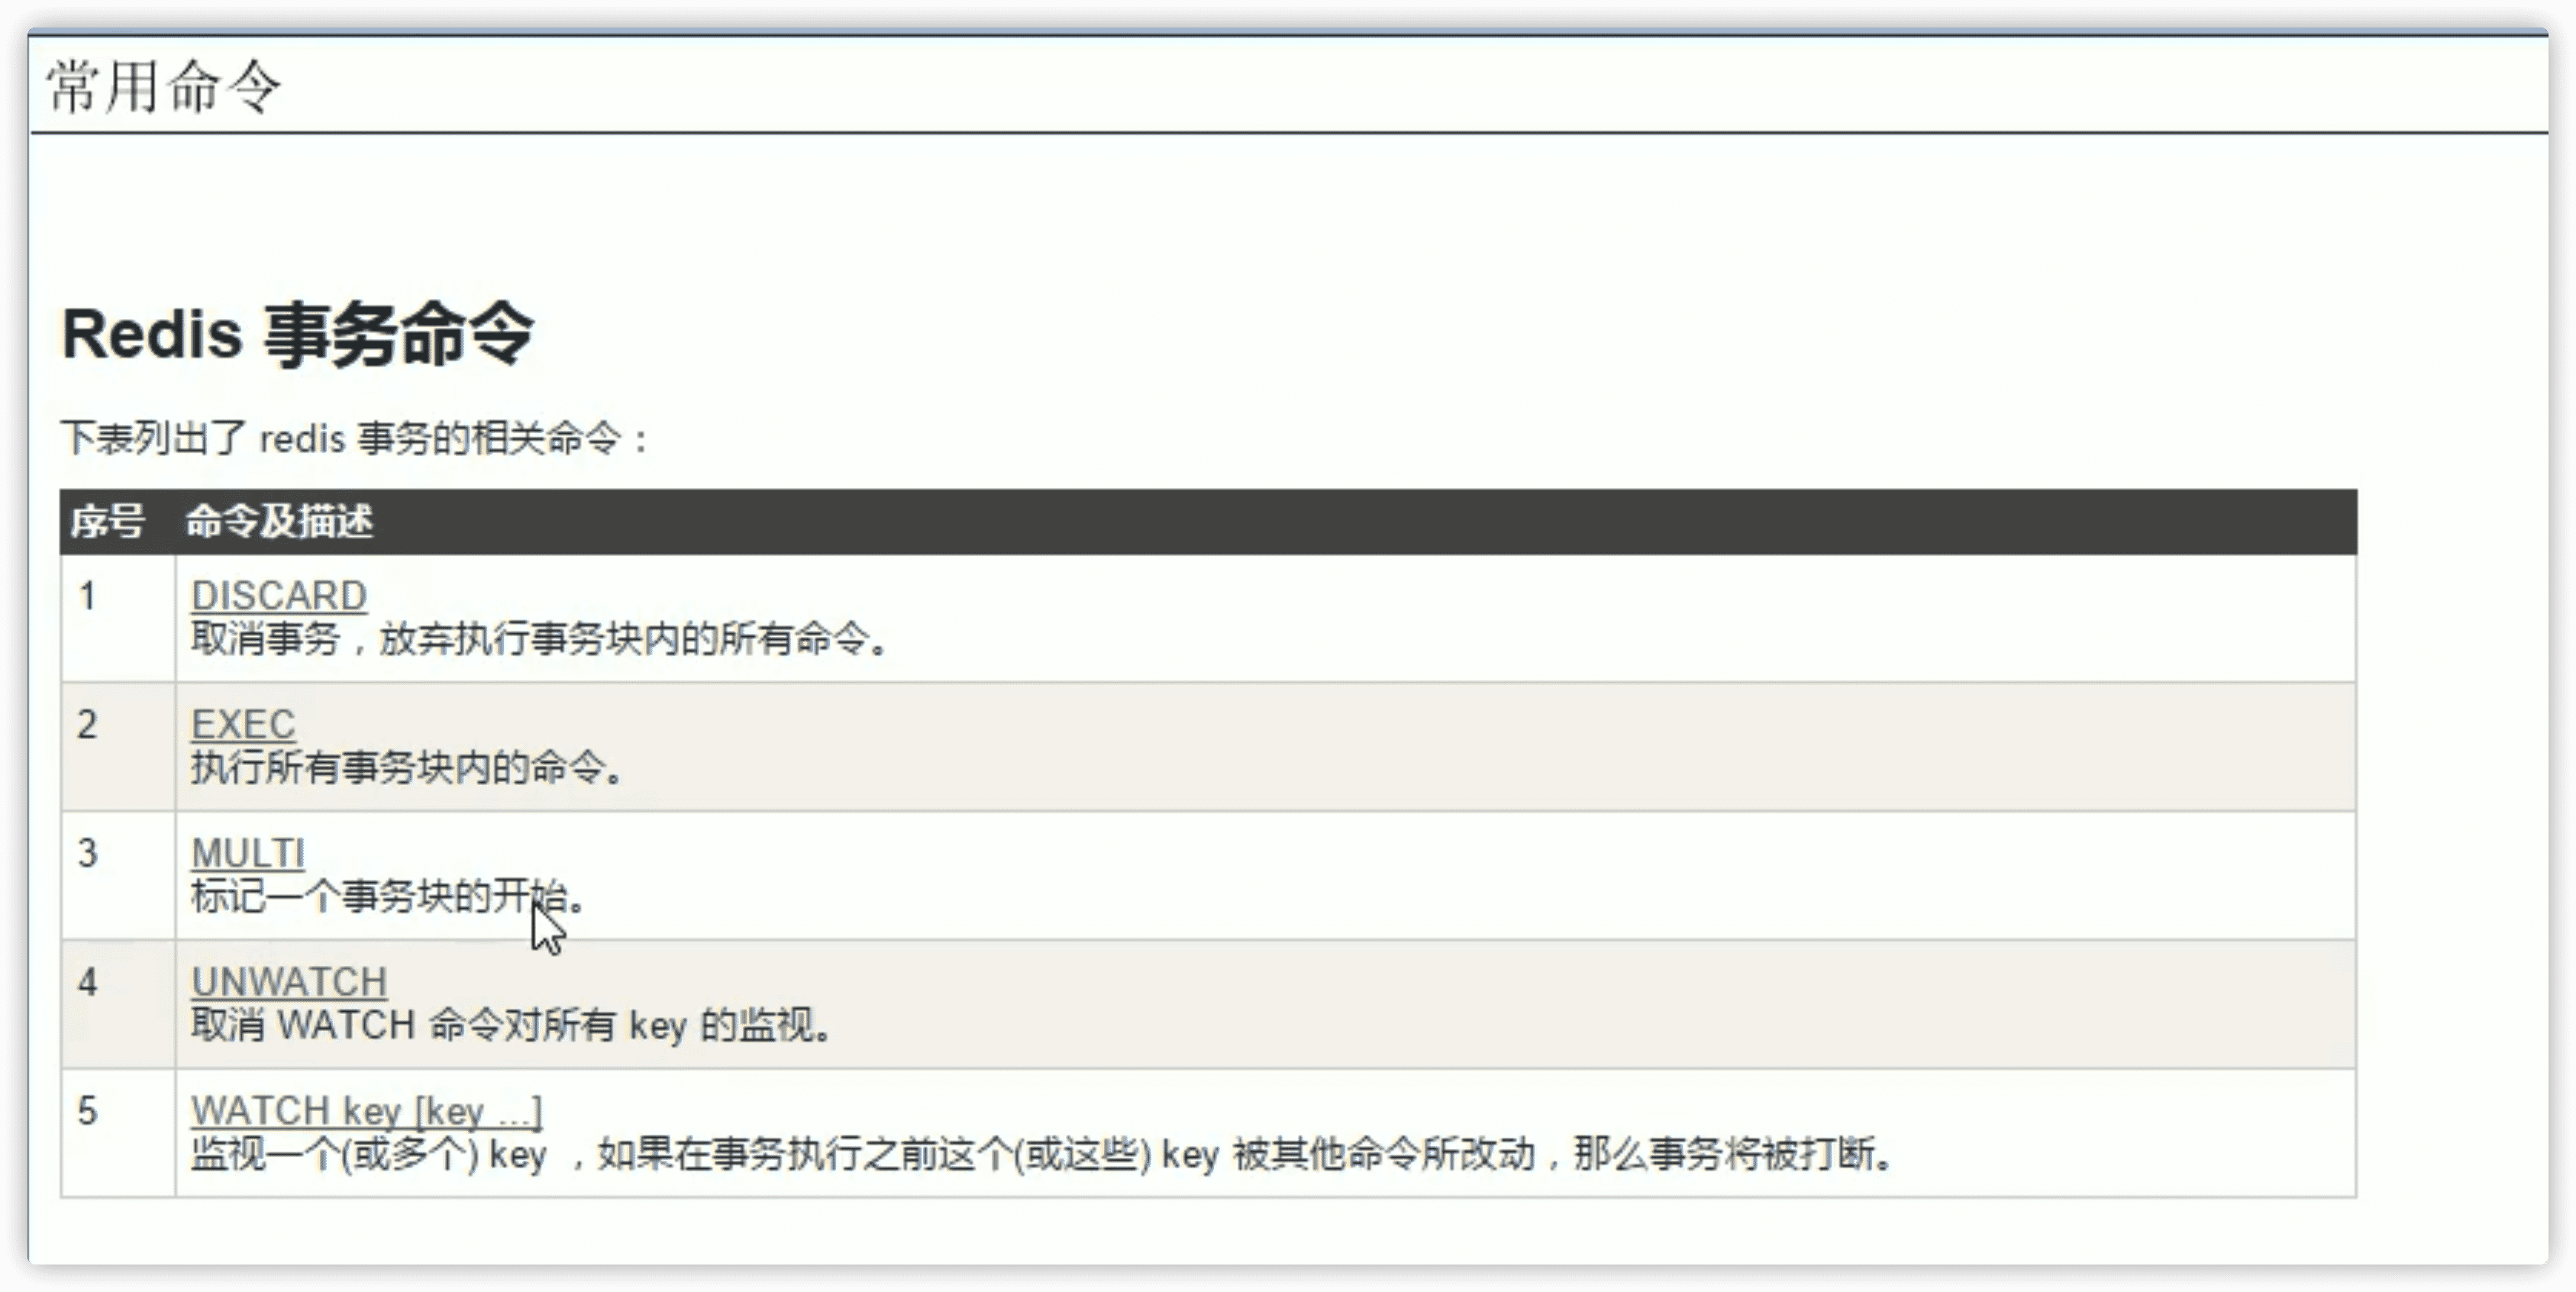 常用命令
Redis 事务命令
下表列出了 redis 事务的相关命令：
序号 命令及描述
1 DISCARD
取消事务，放弃执行事务块内的所有命令。
2 EXEC
执行所有事务块内的命令。
3 MULTI
标记一个事务块的开始。
4 UNWATCH
取消 WATCH 命令对所有 key 的监视。
5 WATCH key [key ...]
监视一个(或多个) key ，如果在事务执行之前这个(或这些) key 被其他命令所改动，那么事务将被打断。